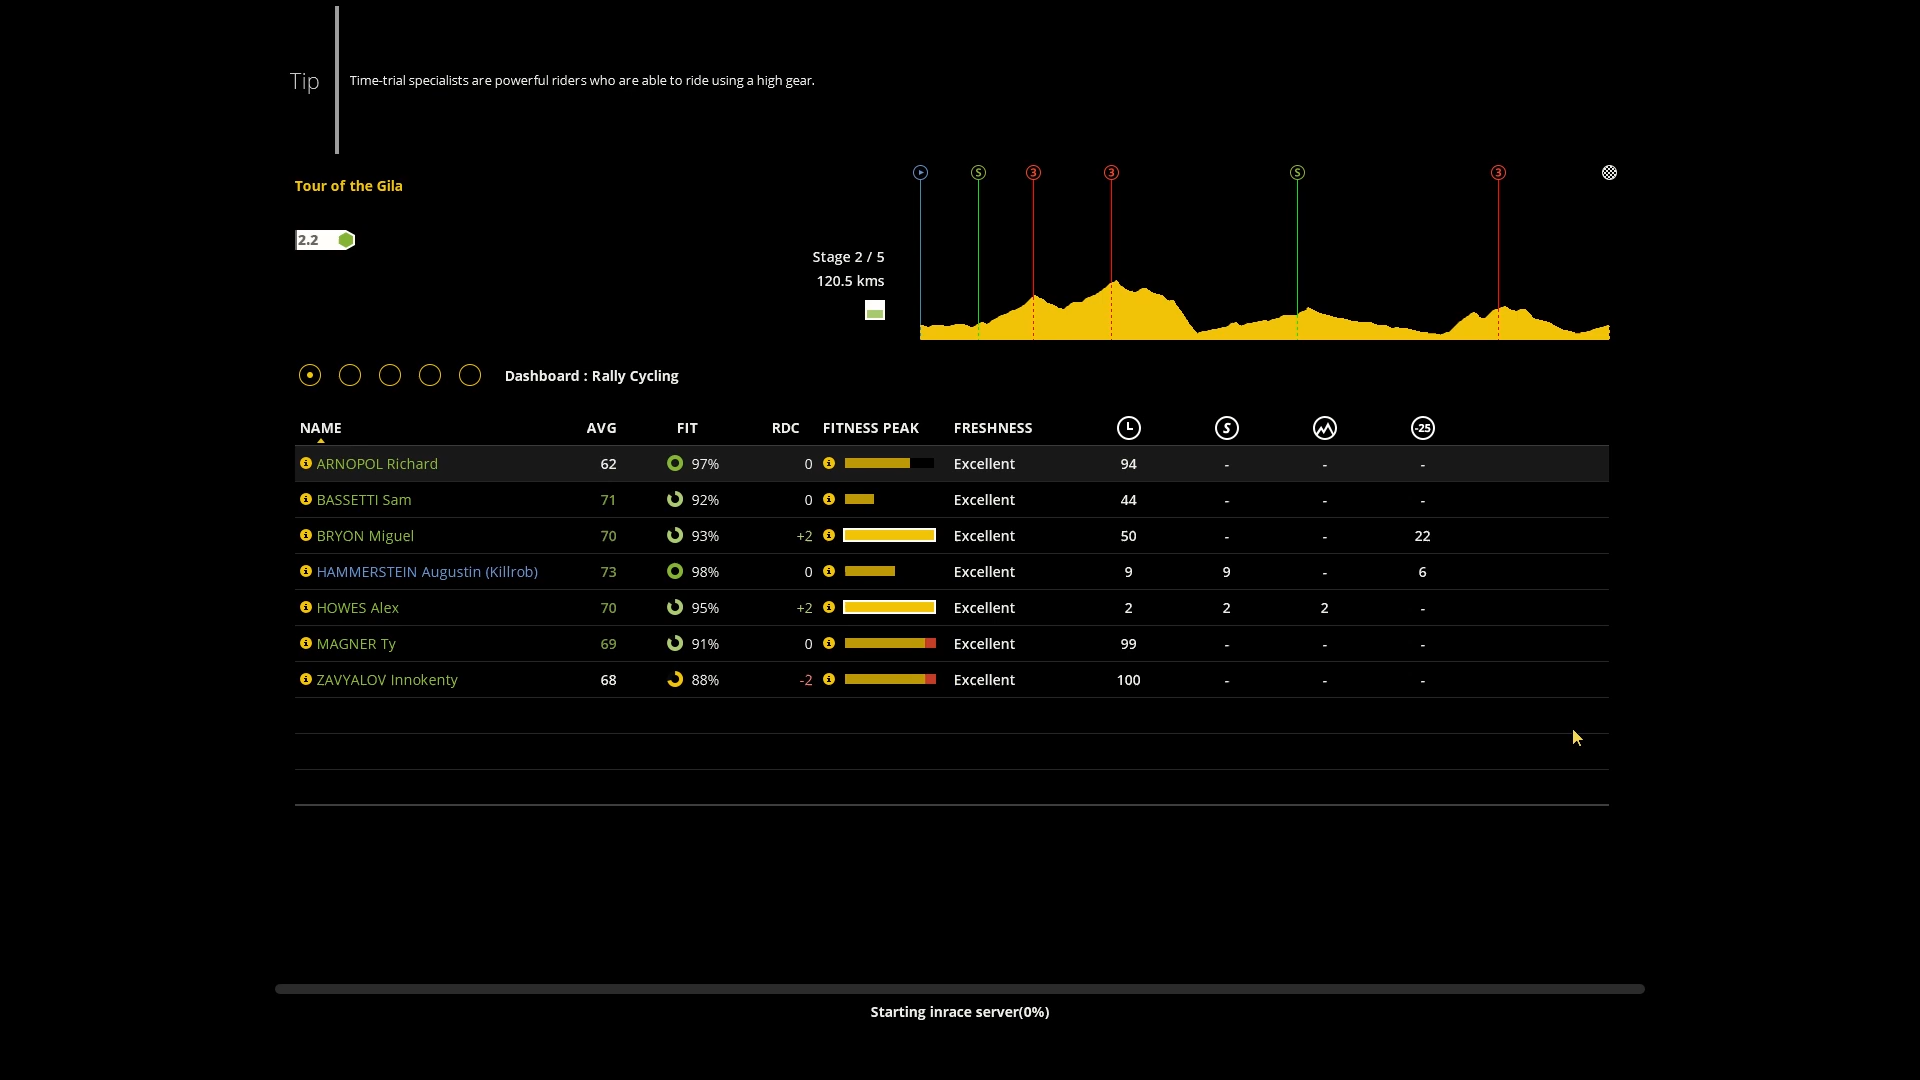 Tip
Time-trial specialists are powerful riders who are able to ride using a high gear.
Tour of the Gila
2.2
S 3 3 S 3
Stage 2 / 5
120.5 kms
Dashboard : Rally Cycling
NAME AVG FIT RDC FITNESS PEAK FRESHNESS S -25
ARNOPOL Richard 62 97% 0 Excellent 94 - - -
BASSETTI Sam 71 92% 0 Excellent 44 - - -
BRYON Miguel 70 93% +2 Excellent 50 - - 22
HAMMERSTEIN Augustin (Killrob) 73 98% 0 Excellent 9 9 - 6
HOWES Alex 70 95% +2 Excellent 2 2 2 -
MAGNER Ty 69 91% 0 Excellent 99 - - -
ZAVYALOV Innokenty 68 88% -2 Excellent 100 - - -
Starting inrace server(0%)